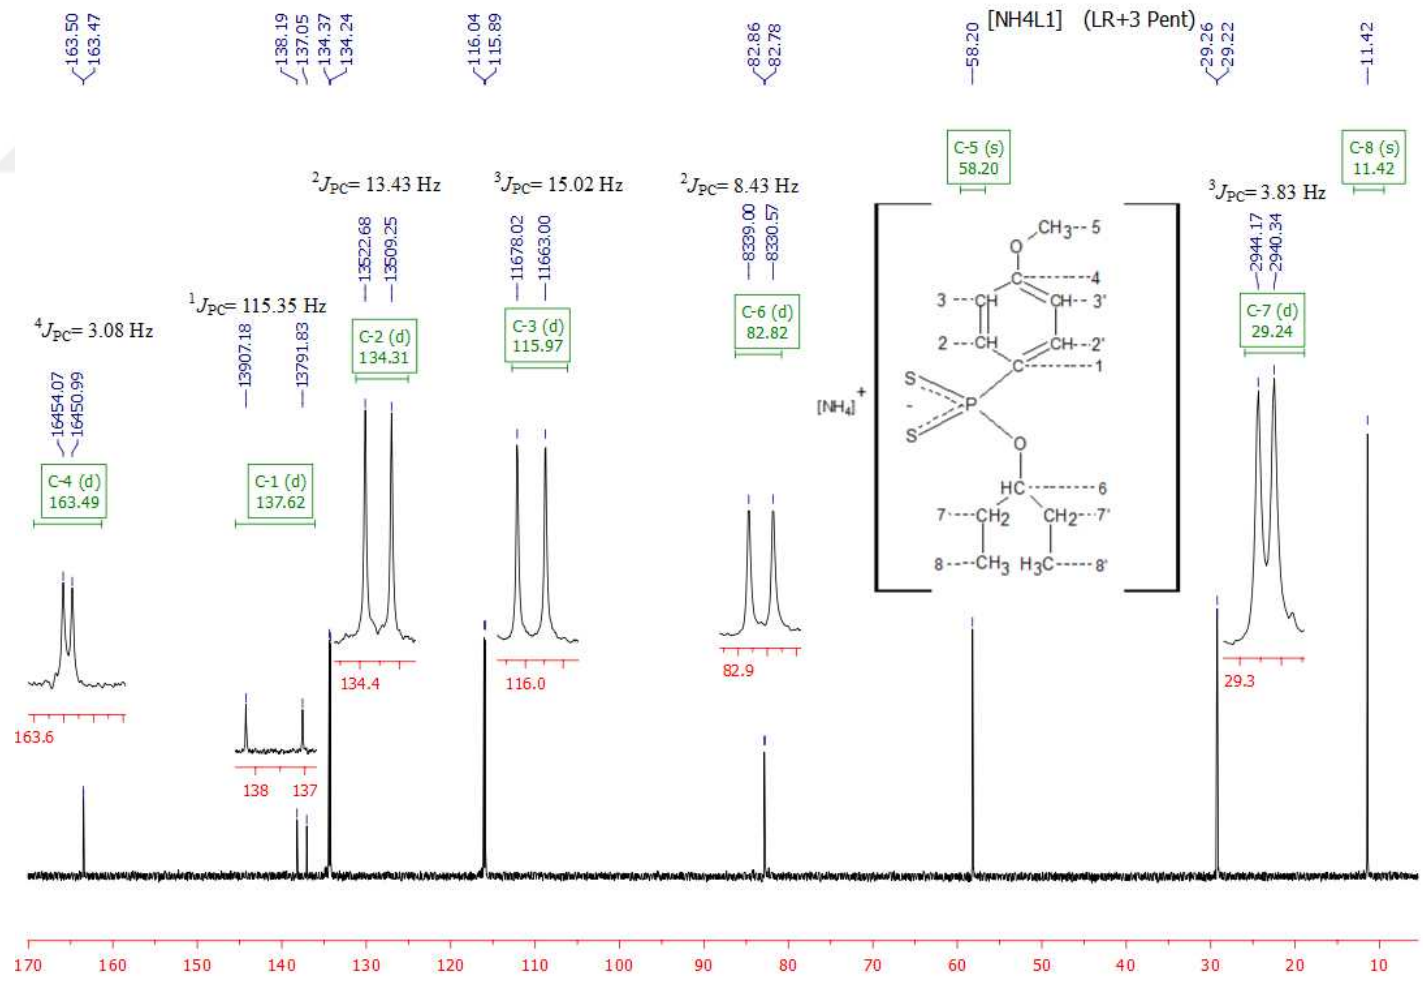 163.50
163.47
138.19
137.05
134.37
134.24
116.04
115.89
82.86
82.78
58.20
[NH4L1] (LR+3 Pent)
29.26
29.22
11.42
C-5 (s)
58.20
C-8 (s)
11.42
²JPC= 13.43 Hz
³JPC= 15.02 Hz
²JPC= 8.43 Hz
³JPC= 3.83 Hz
13522.68
13509.25
11678.02
11663.00
8339.00
8330.57
2944.17
2940.34
¹JPC= 115.35 Hz
⁴JPC= 3.08 Hz
13907.18
13791.83
C-2 (d)
134.31
C-3 (d)
115.97
C-6 (d)
82.82
C-7 (d)
29.24
16454.07
16450.99
C-4 (d)
163.49
C-1 (d)
137.62
CH3 5
O
C 4
3 CH CH 3'
2 CH CH 2'
C 1
S
[NH4]+ - P
S
O
HC 6
7 CH2 CH2 7'
8 CH3 H3C 8'
134.4
116.0
82.9
29.3
163.6
138 137
170 160 150 140 130 120 110 100 90 80 70 60 50 40 30 20 10